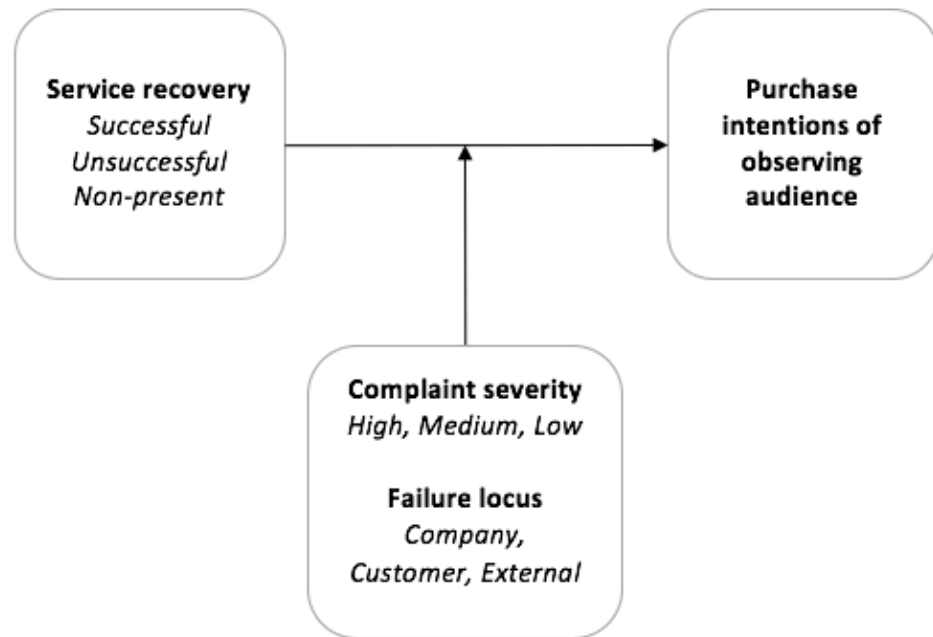 Service recovery
Successful
Unsuccessful
Non-present
Purchase
intentions of
observing
audience
Complaint severity
High, Medium, Low
Failure locus
Company,
Customer, External